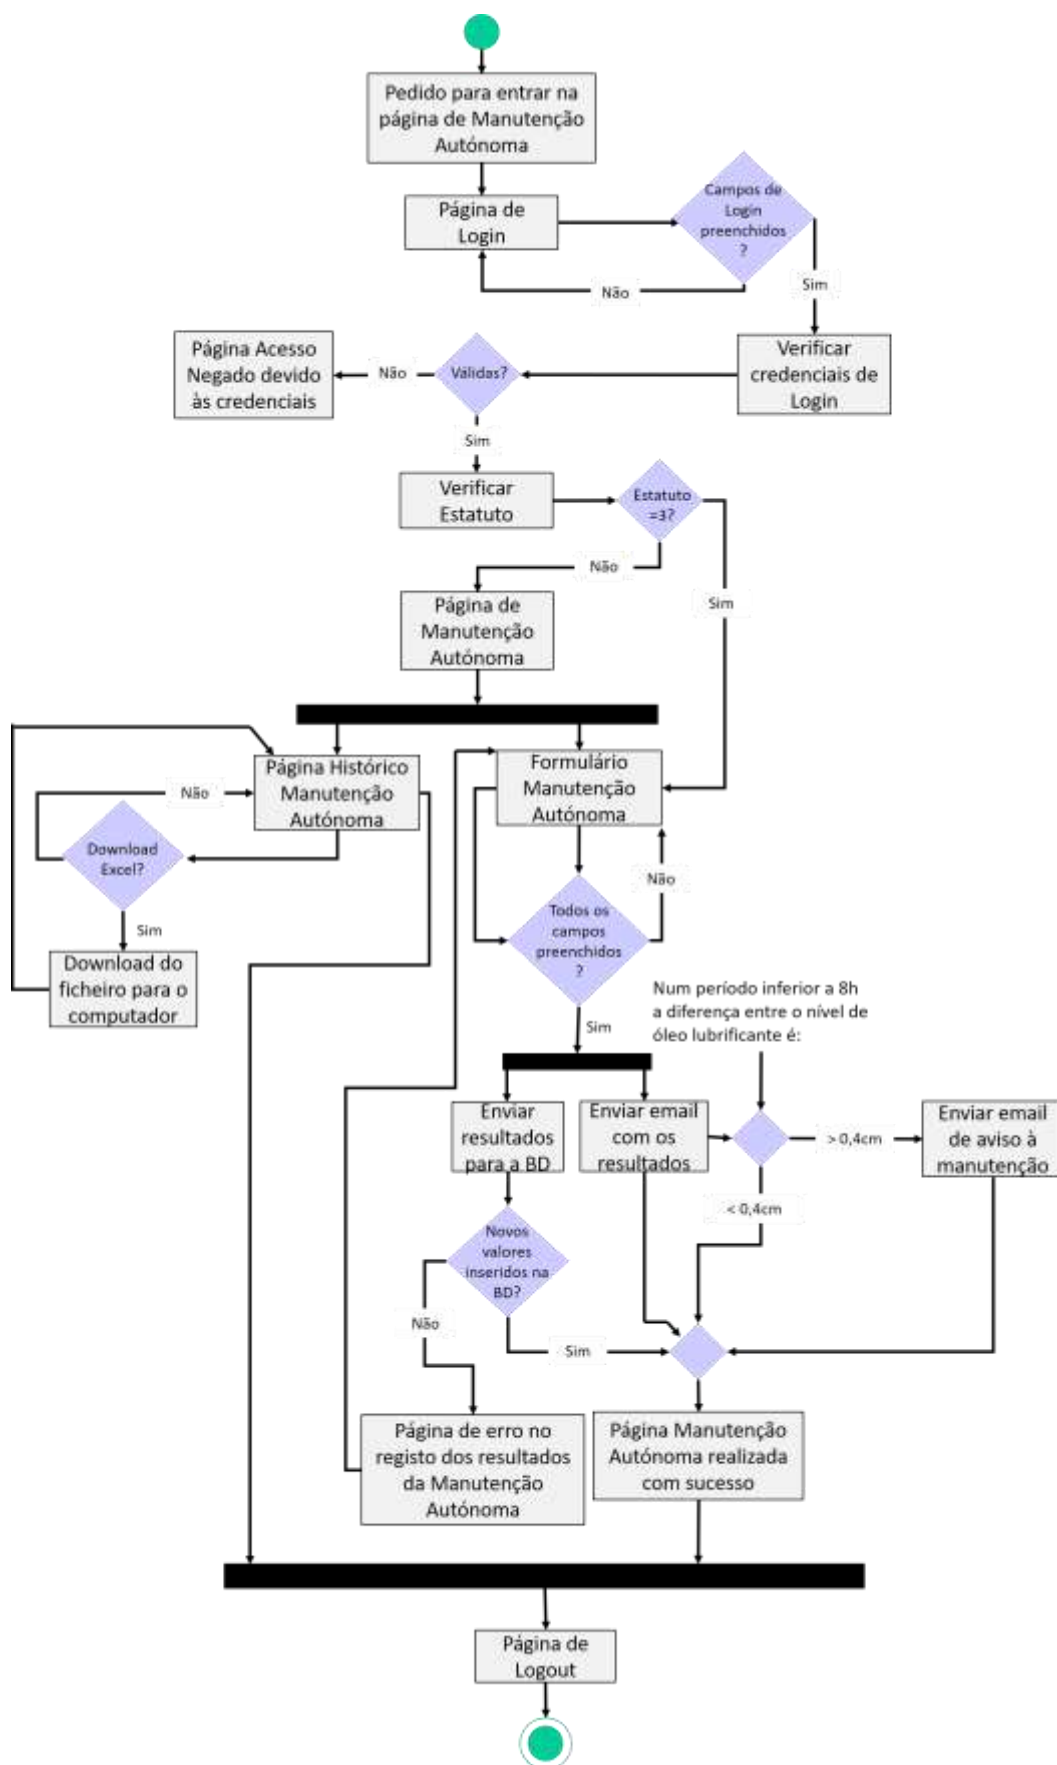 Pedido para entrar na
página de Manutenção
Autónoma
Página de
Login
Campos de
Login
preenchidos
?
Não
Sim
Página Acesso
Negado devido
às credenciais
Não
Válidas?
Verificar
credenciais de
Login
Sim
Verificar
Estatuto
Estatuto
=3?
Não
Sim
Página de
Manutenção
Autónoma
Página Histórico
Manutenção
Autónoma
Formulário
Manutenção
Autónoma
Não
Download
Excel?
Não
Sim
Todos os
campos
preenchidos
?
Download do
ficheiro para o
computador
Num período inferior a 8h
a diferença entre o nível de
óleo lubrificante é:
Sim
Enviar
resultados
para a BD
Enviar email
com os
resultados
> 0,4cm
Enviar email
de aviso à
manutenção
< 0,4cm
Novos
valores
inseridos na
BD?
Não
Sim
Página de erro no
registo dos resultados
da Manutenção
Autónoma
Página Manutenção
Autónoma realizada
com sucesso
Página de
Logout